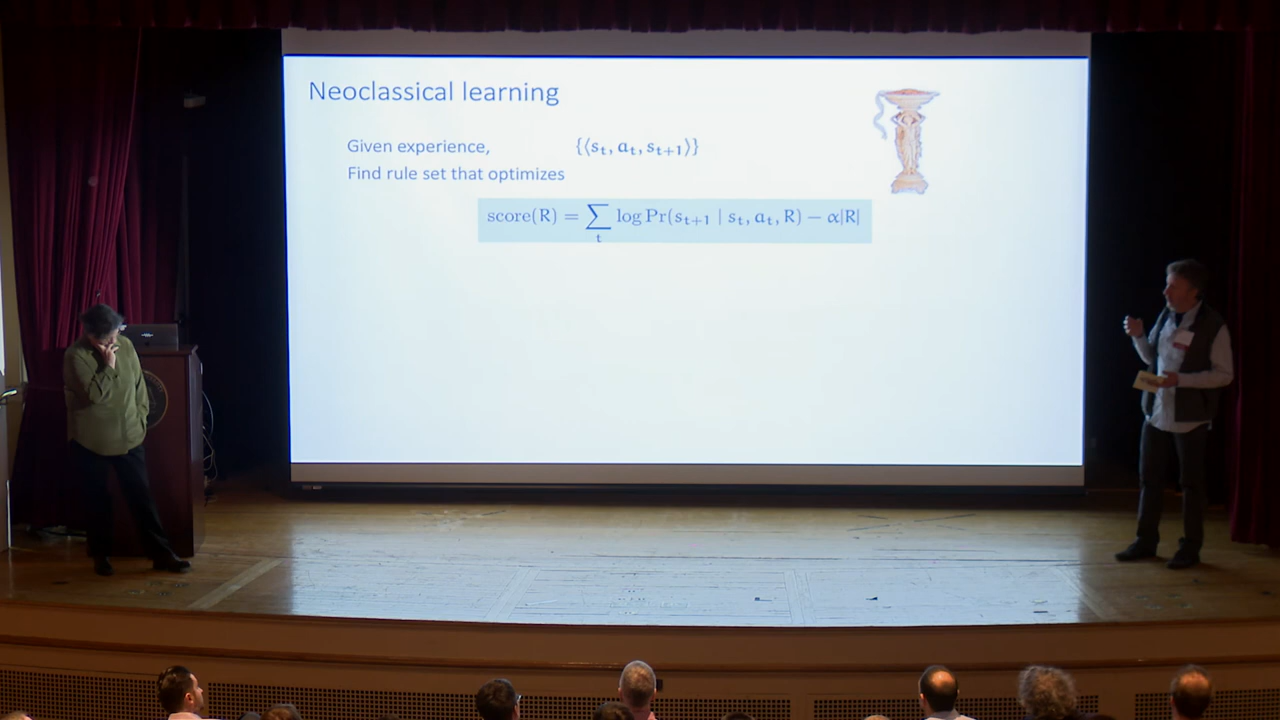 Neoclassical learning
Given experience, {⟨s_t, a_t, s_{t+1}⟩}
Find rule set that optimizes
score(R) = ∑_t log Pr(s_{t+1} | s_t, a_t, R) − α|R|